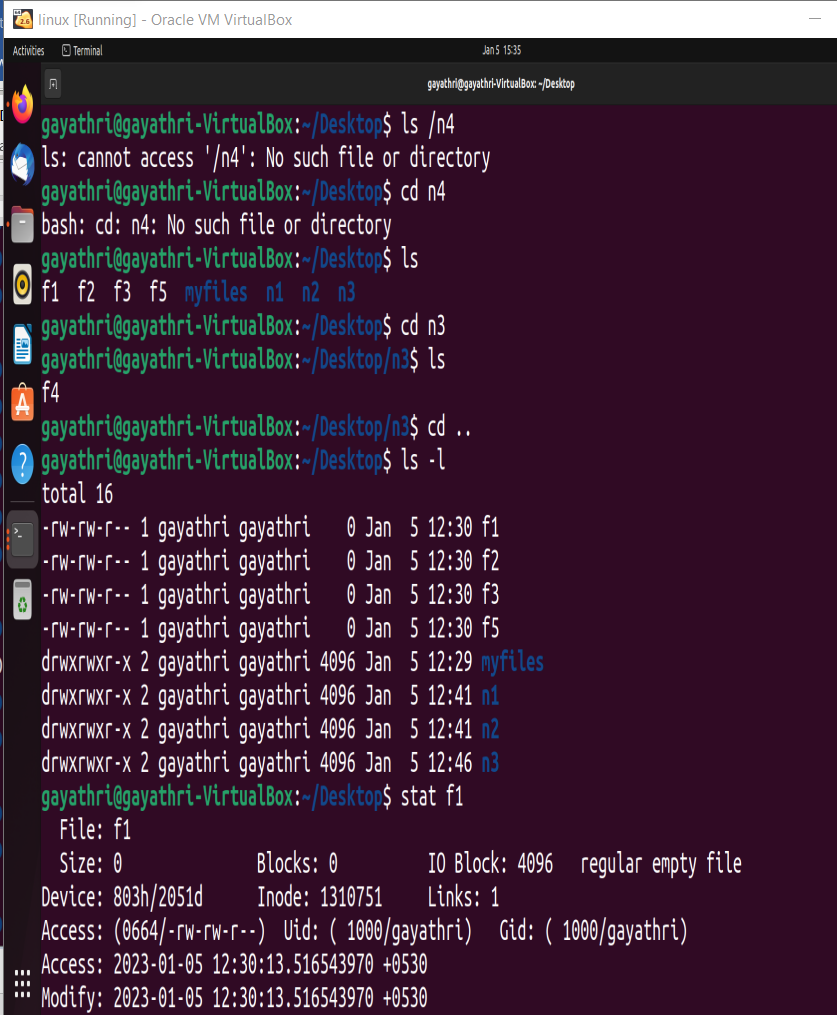 linux [Running] - Oracle VM VirtualBox
Activities Terminal Jan 5 15:35
gayathri@gayathri-VirtualBox: ~/Desktop
gayathri@gayathri-VirtualBox:~/Desktop$ ls /n4
ls: cannot access '/n4': No such file or directory
gayathri@gayathri-VirtualBox:~/Desktop$ cd n4
bash: cd: n4: No such file or directory
gayathri@gayathri-VirtualBox:~/Desktop$ ls
f1 f2 f3 f5 myfiles n1 n2 n3
gayathri@gayathri-VirtualBox:~/Desktop$ cd n3
gayathri@gayathri-VirtualBox:~/Desktop/n3$ ls
f4
gayathri@gayathri-VirtualBox:~/Desktop/n3$ cd ..
gayathri@gayathri-VirtualBox:~/Desktop$ ls -l
total 16
-rw-rw-r-- 1 gayathri gayathri 0 Jan 5 12:30 f1
-rw-rw-r-- 1 gayathri gayathri 0 Jan 5 12:30 f2
-rw-rw-r-- 1 gayathri gayathri 0 Jan 5 12:30 f3
-rw-rw-r-- 1 gayathri gayathri 0 Jan 5 12:30 f5
drwxrwxr-x 2 gayathri gayathri 4096 Jan 5 12:29 myfiles
drwxrwxr-x 2 gayathri gayathri 4096 Jan 5 12:41 n1
drwxrwxr-x 2 gayathri gayathri 4096 Jan 5 12:41 n2
drwxrwxr-x 2 gayathri gayathri 4096 Jan 5 12:46 n3
gayathri@gayathri-VirtualBox:~/Desktop$ stat f1
File: f1
Size: 0 Blocks: 0 IO Block: 4096 regular empty file
Device: 803h/2051d Inode: 1310751 Links: 1
Access: (0664/-rw-rw-r--) Uid: ( 1000/gayathri) Gid: ( 1000/gayathri)
Access: 2023-01-05 12:30:13.516543970 +0530
Modify: 2023-01-05 12:30:13.516543970 +0530